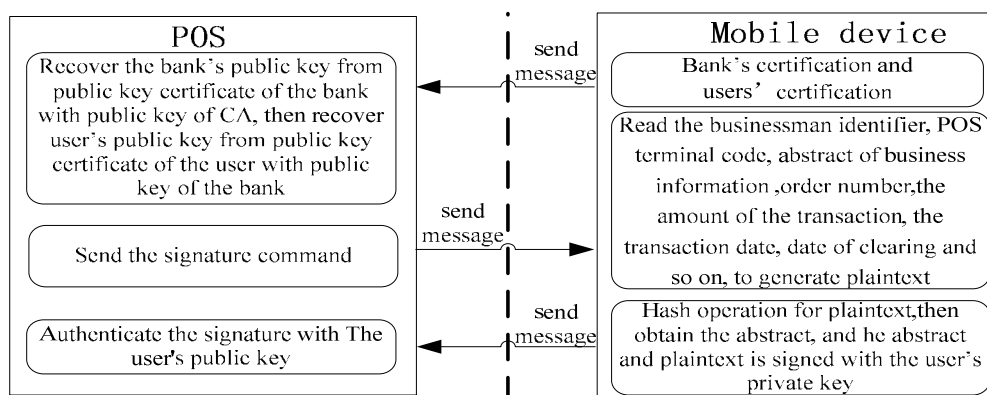 POS
Recover the bank's public key from
public key certificate of the bank
with public key of CA, then recover
user's public key from public key
certificate of the user with public
key of the bank
Send the signature command
Authenticate the signature with The
user's public key
send
message
send
message
send
message
Mobile device
Bank's certification and
users' certification
Read the businessman identifier, POS
terminal code, abstract of business
information ,order number,the
amount of the transaction, the
transaction date, date of clearing and
so on, to generate plaintext
Hash operation for plaintext,then
obtain the abstract, and he abstract
and plaintext is signed with the user's
private key